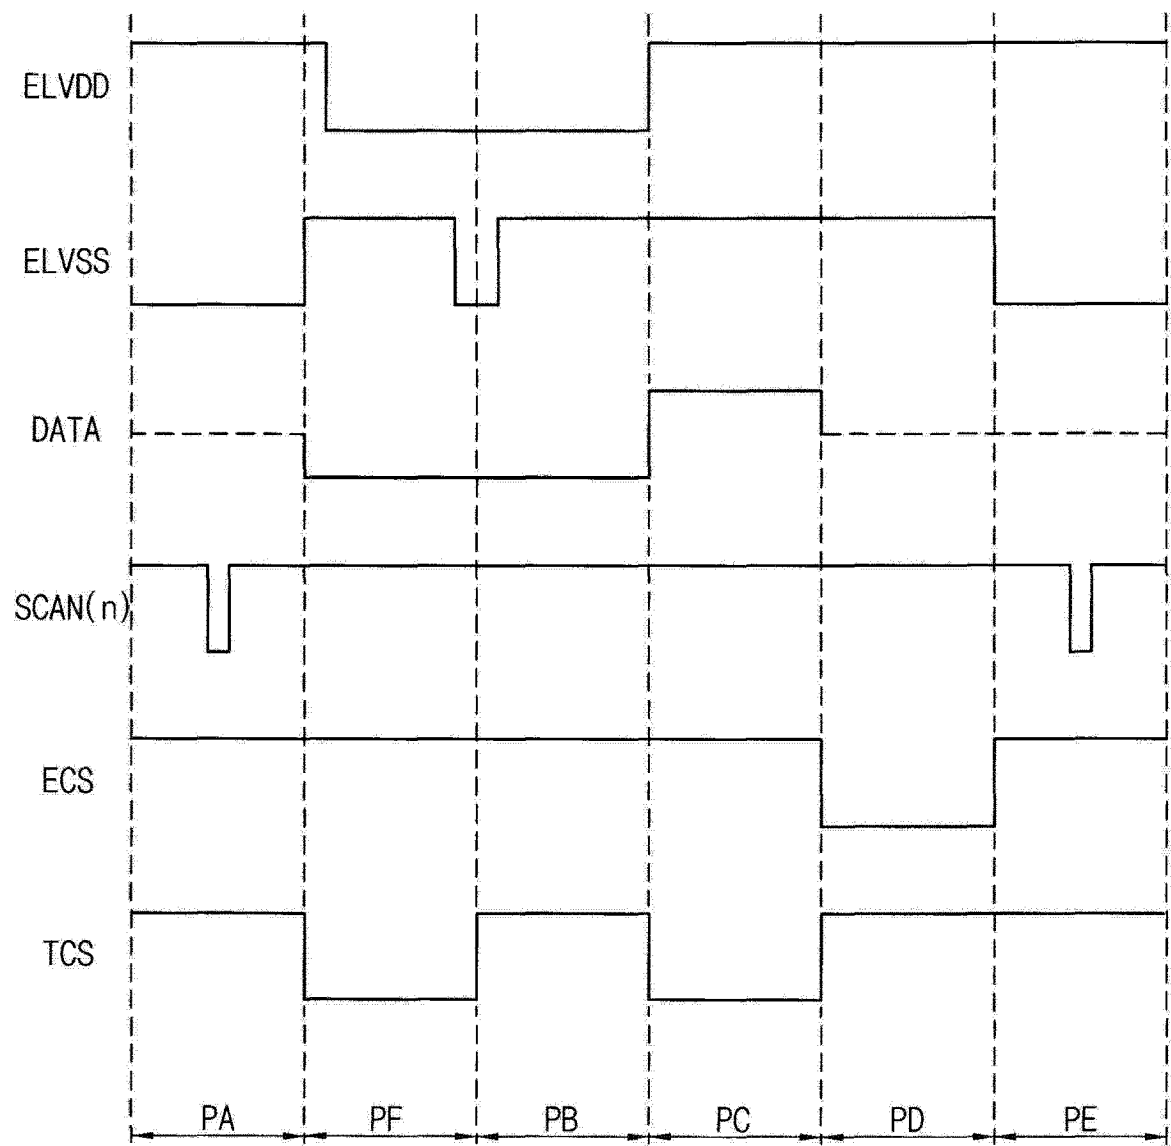 ELVDD
ELVSS
DATA
SCAN(n)
ECS
TCS
PA PF PB PC PD PE